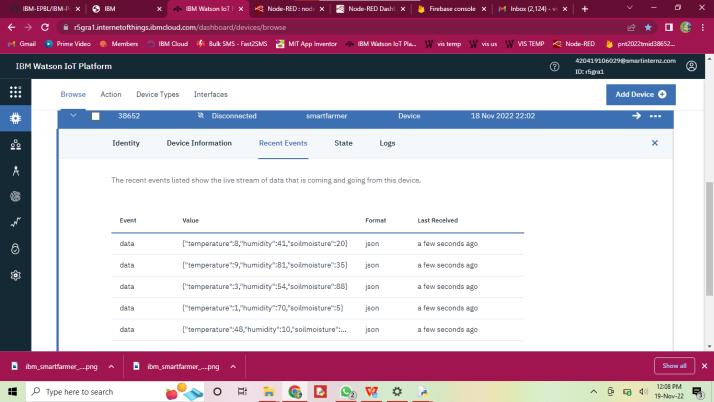 IBM-EPBL/IBM-P
IBM
IBM Watson IoT
Node-RED : node
Node-RED Dashb
Firebase console
Inbox (2,124) - v
r5gra1.internetofthings.ibmcloud.com/dashboard/devices/browse
Gmail Prime Video Members IBM Cloud Bulk SMS - Fast2SMS MIT App Inventor IBM Watson IoT Pla... vis temp vis us VIS TEMP Node-RED pnt2022tmid38652...
IBM Watson IoT Platform
420419106029@smartinternz.com
ID: r5gra1
Browse Action Device Types Interfaces
Add Device
38652 Disconnected smartfarmer Device 18 Nov 2022 22:02
Identity Device Information Recent Events State Logs
The recent events listed show the live stream of data that is coming and going from this device.
Event Value Format Last Received
data {"temperature":8,"humidity":41,"soilmoisture":20} json a few seconds ago
data {"temperature":9,"humidity":81,"soilmoisture":35} json a few seconds ago
data {"temperature":3,"humidity":54,"soilmoisture":88} json a few seconds ago
data {"temperature":1,"humidity":70,"soilmoisture":5} json a few seconds ago
data {"temperature":48,"humidity":10,"soilmoisture":... json a few seconds ago
ibm_smartfarmer_....png
ibm_smartfarmer_....png
Show all
Type here to search
12:08 PM
19-Nov-22